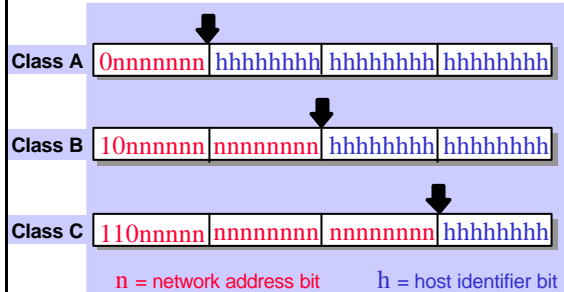 Class A 0nnnnnnn hhhhhhhh hhhhhhhh hhhhhhhh
Class B 10nnnnnn nnnnnnnn hhhhhhhh hhhhhhhh
Class C 110nnnnn nnnnnnnn nnnnnnnn hhhhhhhh
n = network address bit h = host identifier bit